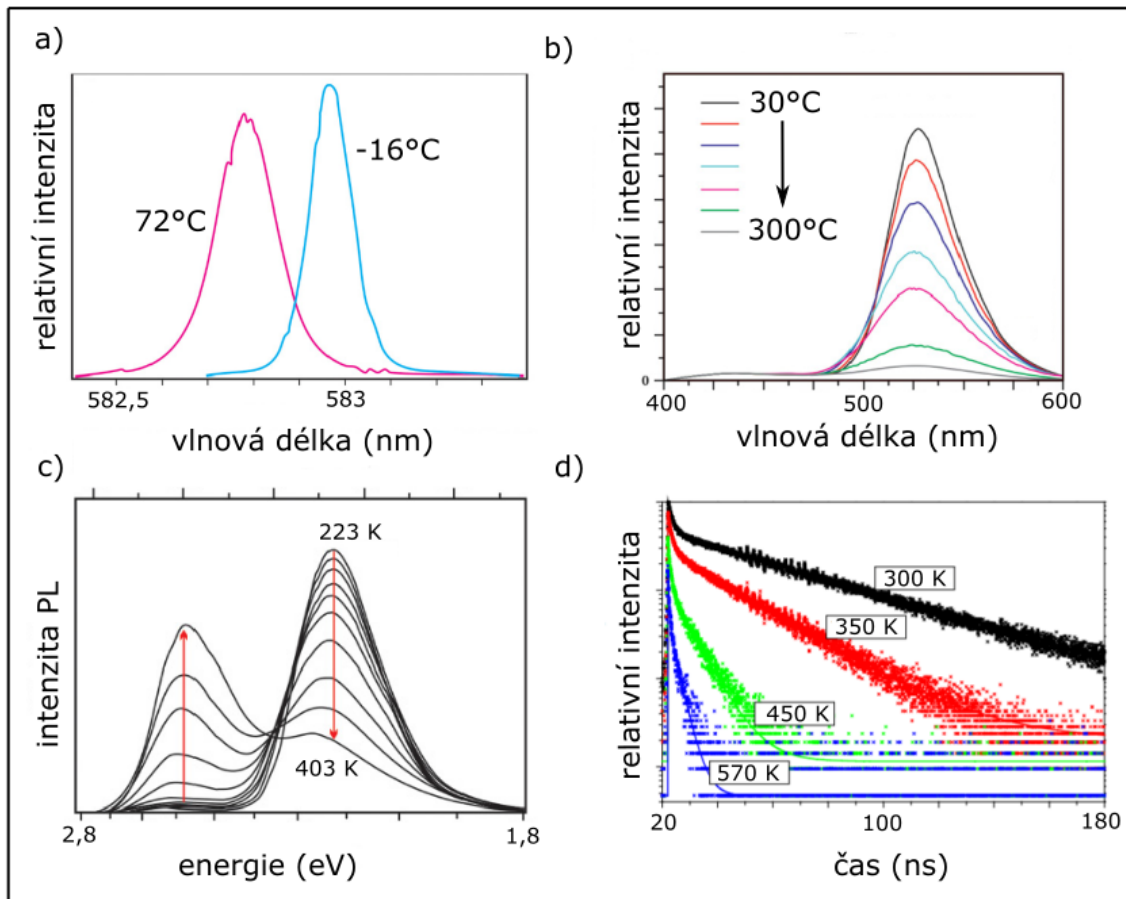 a)
relativní intenzita
72°C
-16°C
582,5 583
vlnová délka (nm)
b)
relativní intenzita
30°C
300°C
0
400 500 600
vlnová délka (nm)
c)
intenzita PL
223 K
403 K
2,8 1,8
energie (eV)
d)
relativní intenzita
300 K
350 K
450 K
570 K
20 100 180
čas (ns)